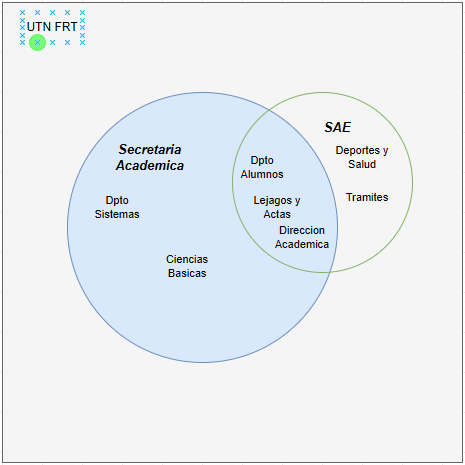 UTN FRT
Secretaria
Academica
SAE
Deportes y
Salud
Dpto
Alumnos
Tramites
Dpto
Sistemas
Lejagos y
Actas
Direccion
Academica
Ciencias
Basicas